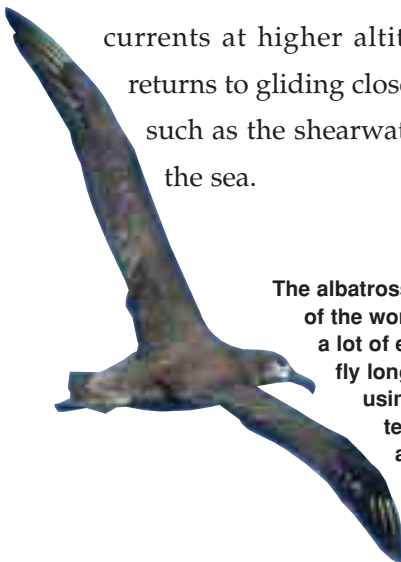 currents at higher altit
returns to gliding close
such as the shearwat
the sea.
The albatross
of the wor
a lot of e
fly long
usin
te
a